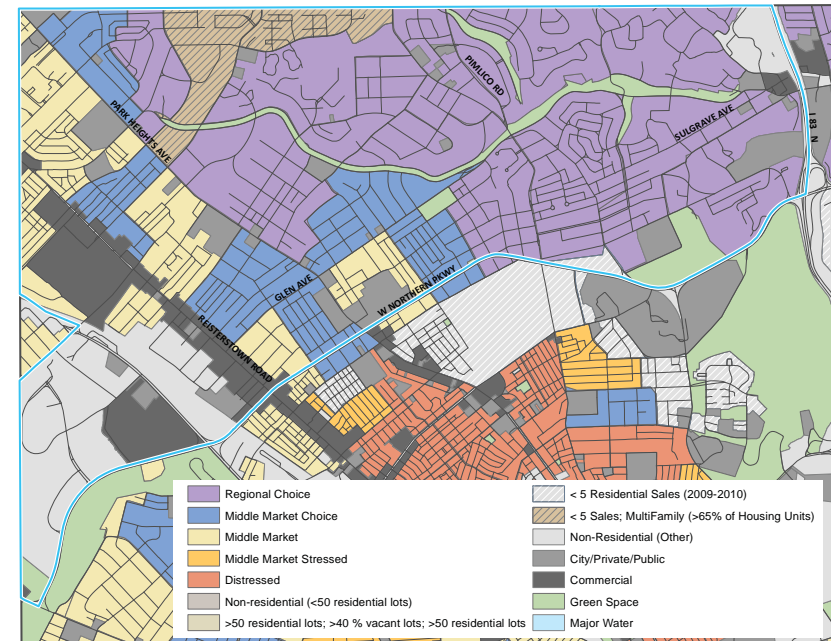 PIMLICO RD
PARK HEIGHTS AVE
SULGRAVE AVE
I 83 N
GLEN AVE
W NORTHERN PKWY
REISTERSTOWN ROAD
Regional Choice
Middle Market Choice
Middle Market
Middle Market Stressed
Distressed
Non-residential (<50 residential lots)
>50 residential lots; >40 % vacant lots; >50 residential lots
< 5 Residential Sales (2009-2010)
< 5 Sales; MultiFamily (>65% of Housing Units)
Non-Residential (Other)
City/Private/Public
Commercial
Green Space
Major Water